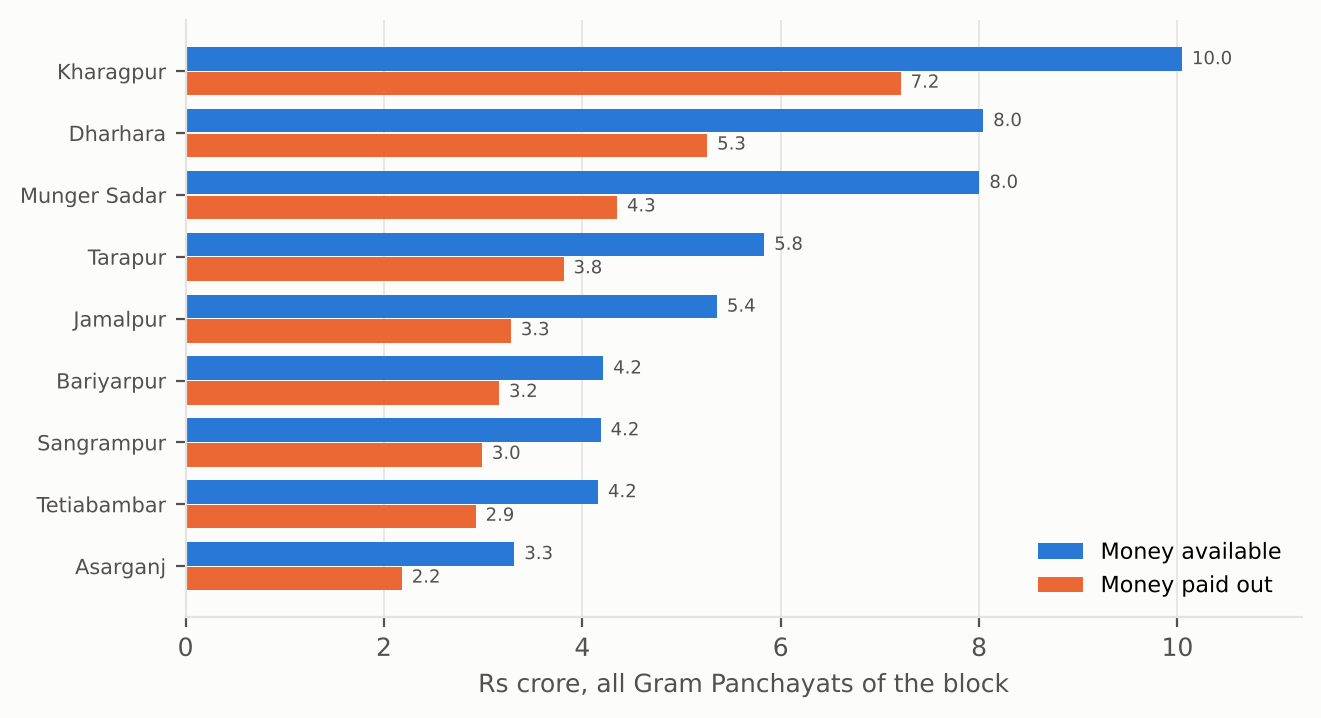 Kharagpur 10.0
7.2
Dharhara 8.0
5.3
Munger Sadar 8.0
4.3
Tarapur 5.8
3.8
Jamalpur 5.4
3.3
Bariyarpur 4.2
3.2
Sangrampur 4.2
3.0
Tetiabambar 4.2
2.9
Asarganj 3.3
2.2
Money available
Money paid out
0 2 4 6 8 10
Rs crore, all Gram Panchayats of the block